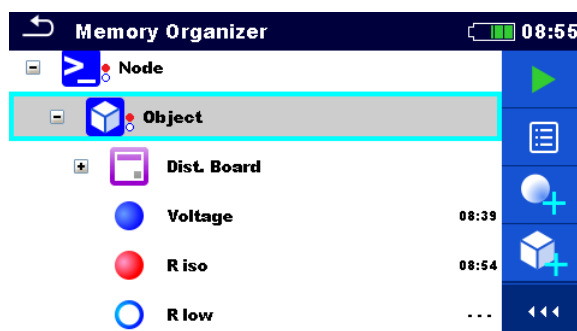 Memory Organizer 08:55
Node
Object
Dist. Board
Voltage 08:39
R iso 08:54
R low ---